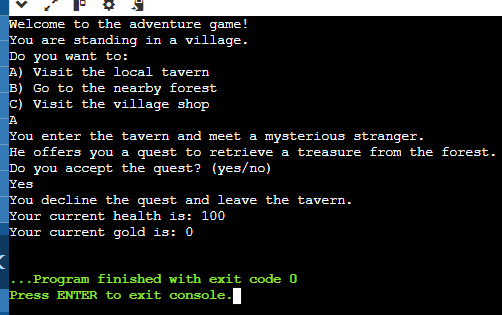 Welcome to the adventure game!
You are standing in a village.
Do you want to:
A) Visit the local tavern
B) Go to the nearby forest
C) Visit the village shop
A
You enter the tavern and meet a mysterious stranger.
He offers you a quest to retrieve a treasure from the forest.
Do you accept the quest? (yes/no)
Yes
You decline the quest and leave the tavern.
Your current health is: 100
Your current gold is: 0
...Program finished with exit code 0
Press ENTER to exit console.